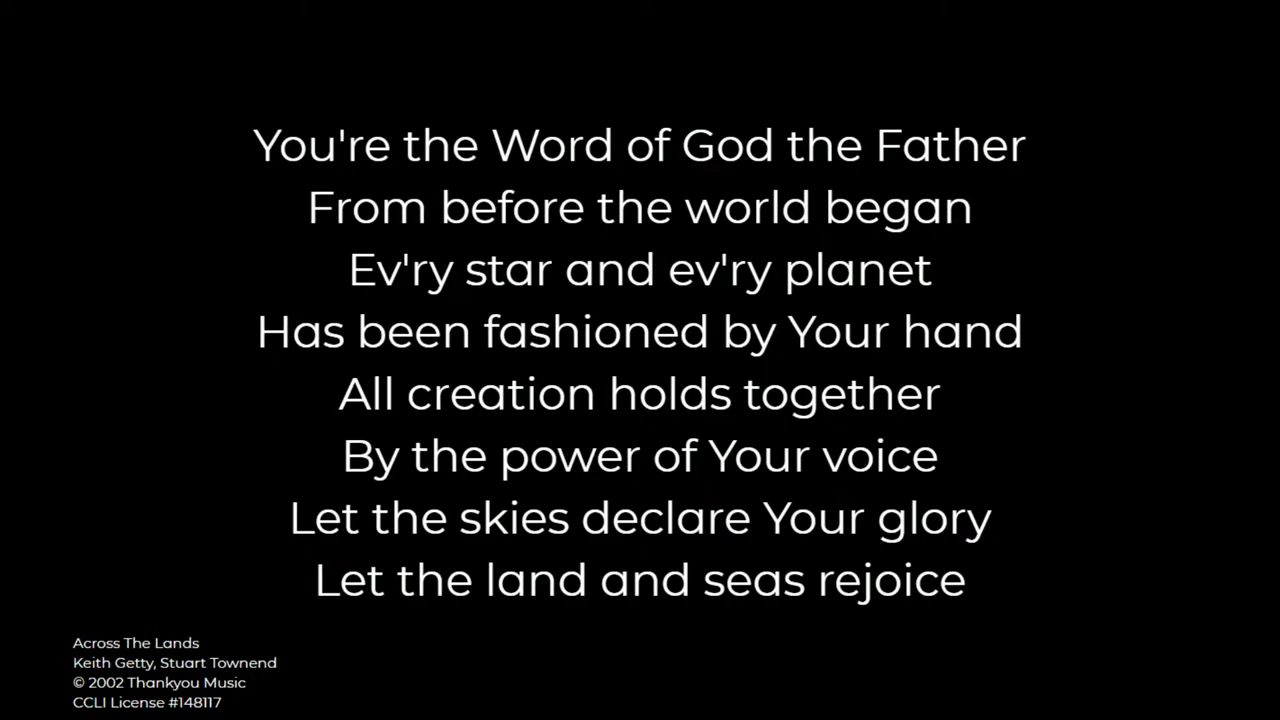 You're the Word of God the Father
From before the world began
Ev'ry star and ev'ry planet
Has been fashioned by Your hand
All creation holds together
By the power of Your voice
Let the skies declare Your glory
Let the land and seas rejoice
Across The Lands
Keith Getty, Stuart Townend
© 2002 Thankyou Music
CCLI License #148117